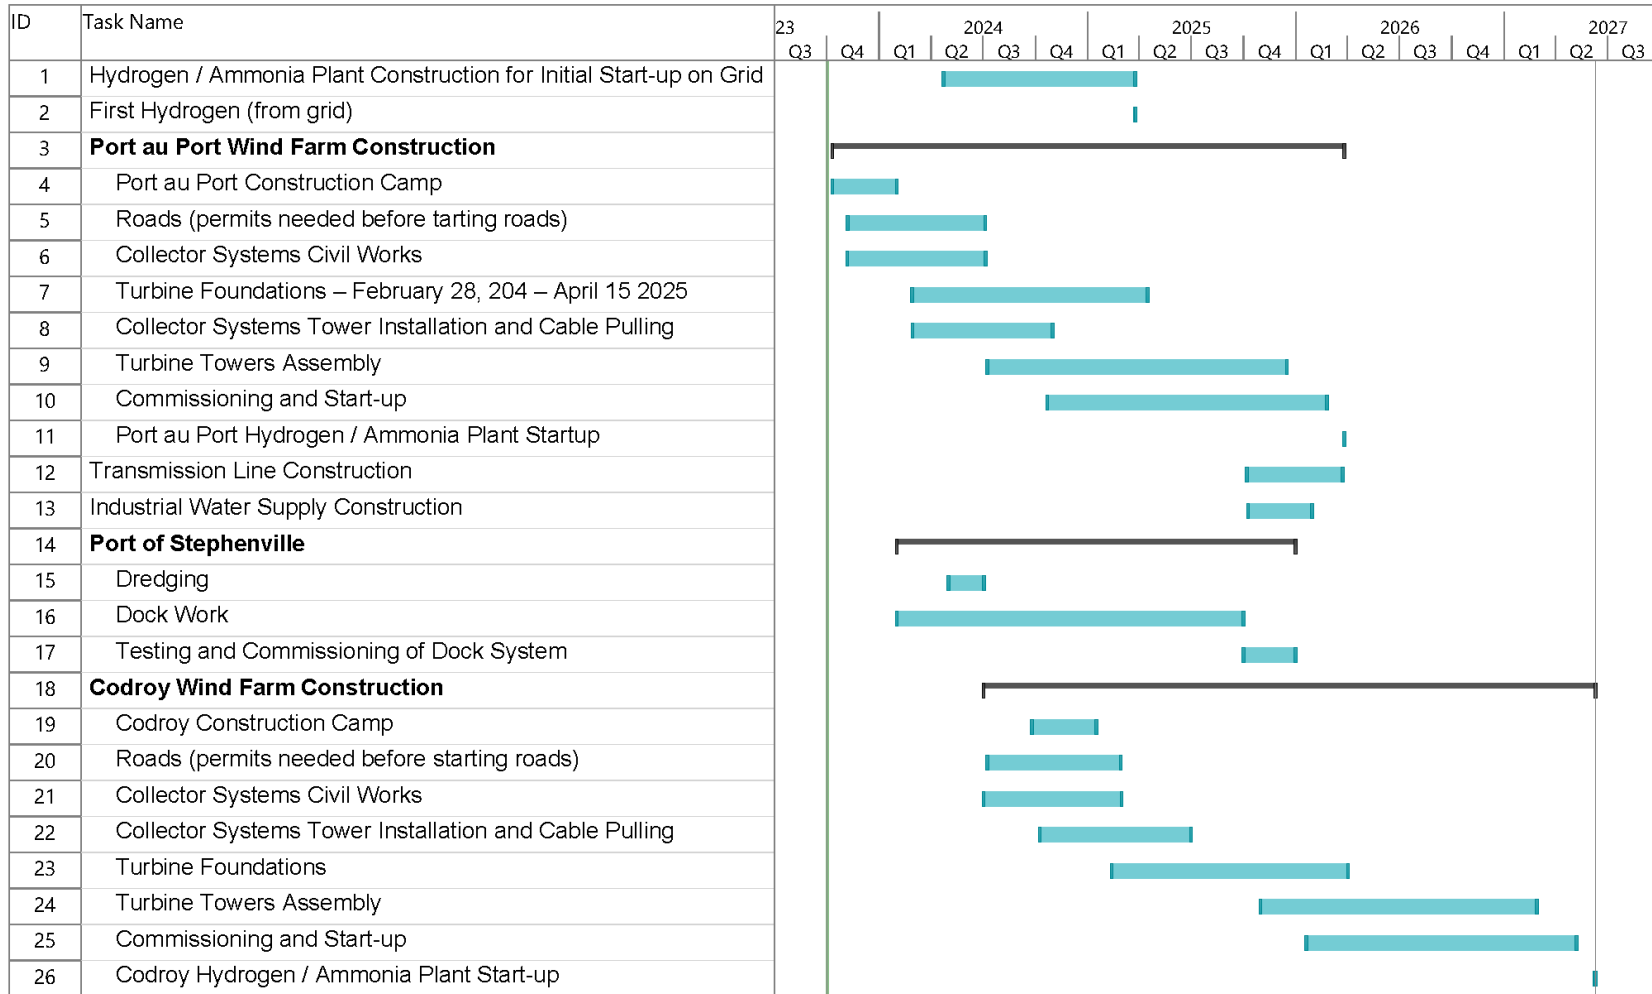 ID Task Name 23 2024 2025 2026 2027
Q3 Q4 Q1 Q2 Q3 Q4 Q1 Q2 Q3 Q4 Q1 Q2 Q3 Q4 Q1 Q2 Q3
1 Hydrogen / Ammonia Plant Construction for Initial Start-up on Grid
2 First Hydrogen (from grid)
3 Port au Port Wind Farm Construction
4 Port au Port Construction Camp
5 Roads (permits needed before tarting roads)
6 Collector Systems Civil Works
7 Turbine Foundations – February 28, 204 – April 15 2025
8 Collector Systems Tower Installation and Cable Pulling
9 Turbine Towers Assembly
10 Commissioning and Start-up
11 Port au Port Hydrogen / Ammonia Plant Startup
12 Transmission Line Construction
13 Industrial Water Supply Construction
14 Port of Stephenville
15 Dredging
16 Dock Work
17 Testing and Commissioning of Dock System
18 Codroy Wind Farm Construction
19 Codroy Construction Camp
20 Roads (permits needed before starting roads)
21 Collector Systems Civil Works
22 Collector Systems Tower Installation and Cable Pulling
23 Turbine Foundations
24 Turbine Towers Assembly
25 Commissioning and Start-up
26 Codroy Hydrogen / Ammonia Plant Start-up